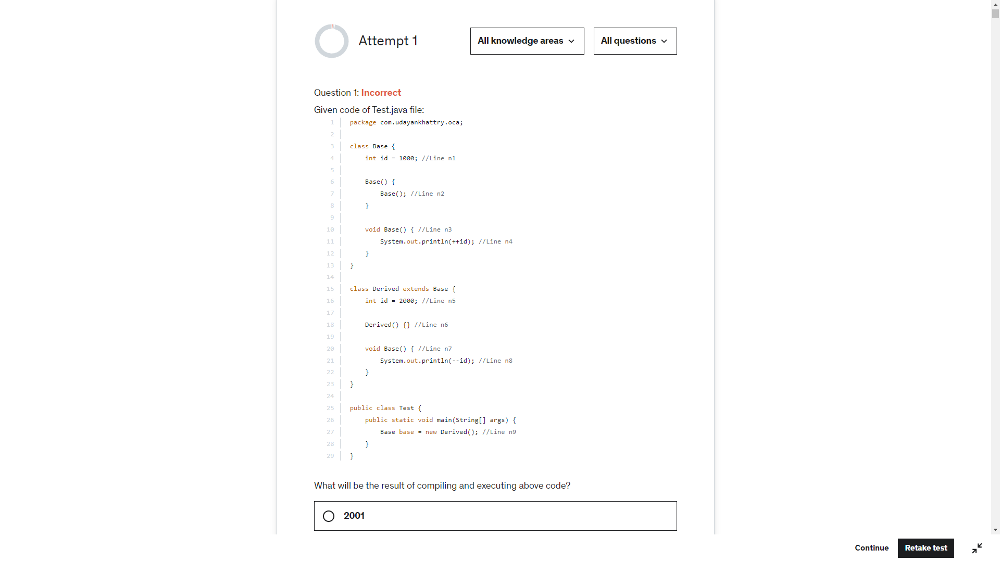 Attempt 1
All knowledge areas
All questions
Question 1: Incorrect
Given code of Test.java file:
1 package com.udayankhattry.oca;
2
3 class Base {
4 int id = 1000; //Line n1
5
6 Base() {
7 Base(); //Line n2
8 }
9
10 void Base() { //Line n3
11 System.out.println(++id); //Line n4
12 }
13 }
14
15 class Derived extends Base {
16 int id = 2000; //Line n5
17
18 Derived() {} //Line n6
19
20 void Base() { //Line n7
21 System.out.println(--id); //Line n8
22 }
23 }
24
25 public class Test {
26 public static void main(String[] args) {
27 Base base = new Derived(); //Line n9
28 }
29 }
What will be the result of compiling and executing above code?
2001
Continue
Retake test